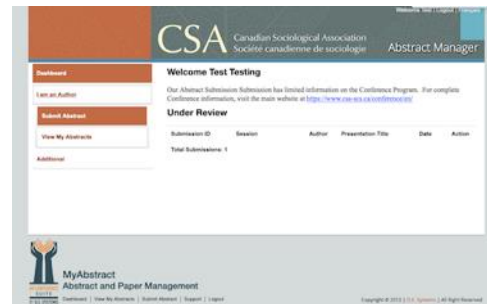 Welcome Test | Logout | Français
CSA
Canadian Sociological Association
Société canadienne de sociologie
Abstract Manager
Dashboard
I am an Author
Submit Abstract
View My Abstracts
Additional
Welcome Test Testing
Our Abstract Submission Submission has limited information on the Conference Program. For complete
Conference information, visit the main website at https://www.csa-scs.ca/conference/en/
Under Review
Submission ID Session Author Presentation Title Date Action
Total Submissions: 1
MyAbstract
Abstract and Paper Management
Dashboard | View My Abstracts | Submit Abstract | Support | Logout
Copyright © 2013 | Systems | All Rights Reserved